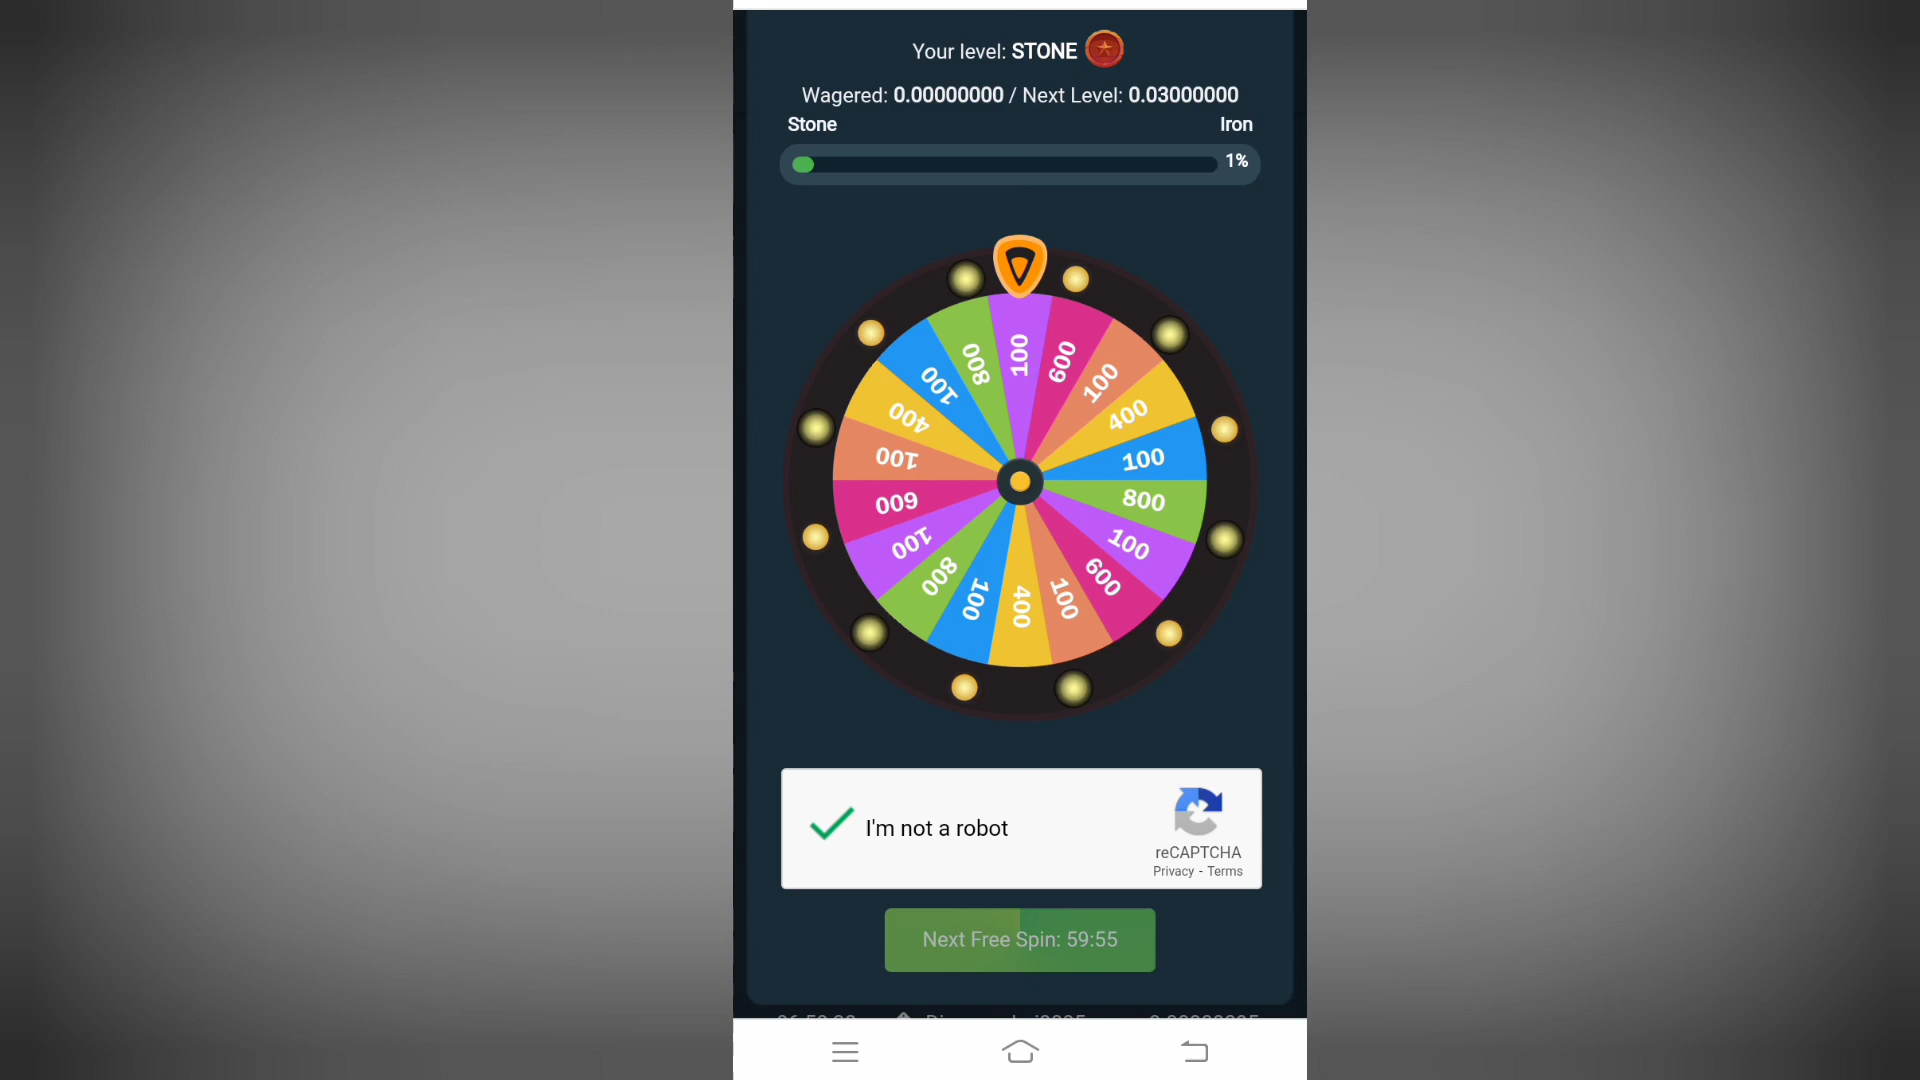 Your level: STONE
Wagered: 0.00000000 / Next Level: 0.03000000
Stone
Iron
1%
100
600
100
400
100
800
100
600
100
400
100
800
100
600
100
400
100
800
I'm not a robot
reCAPTCHA
Privacy - Terms
Next Free Spin: 59:55